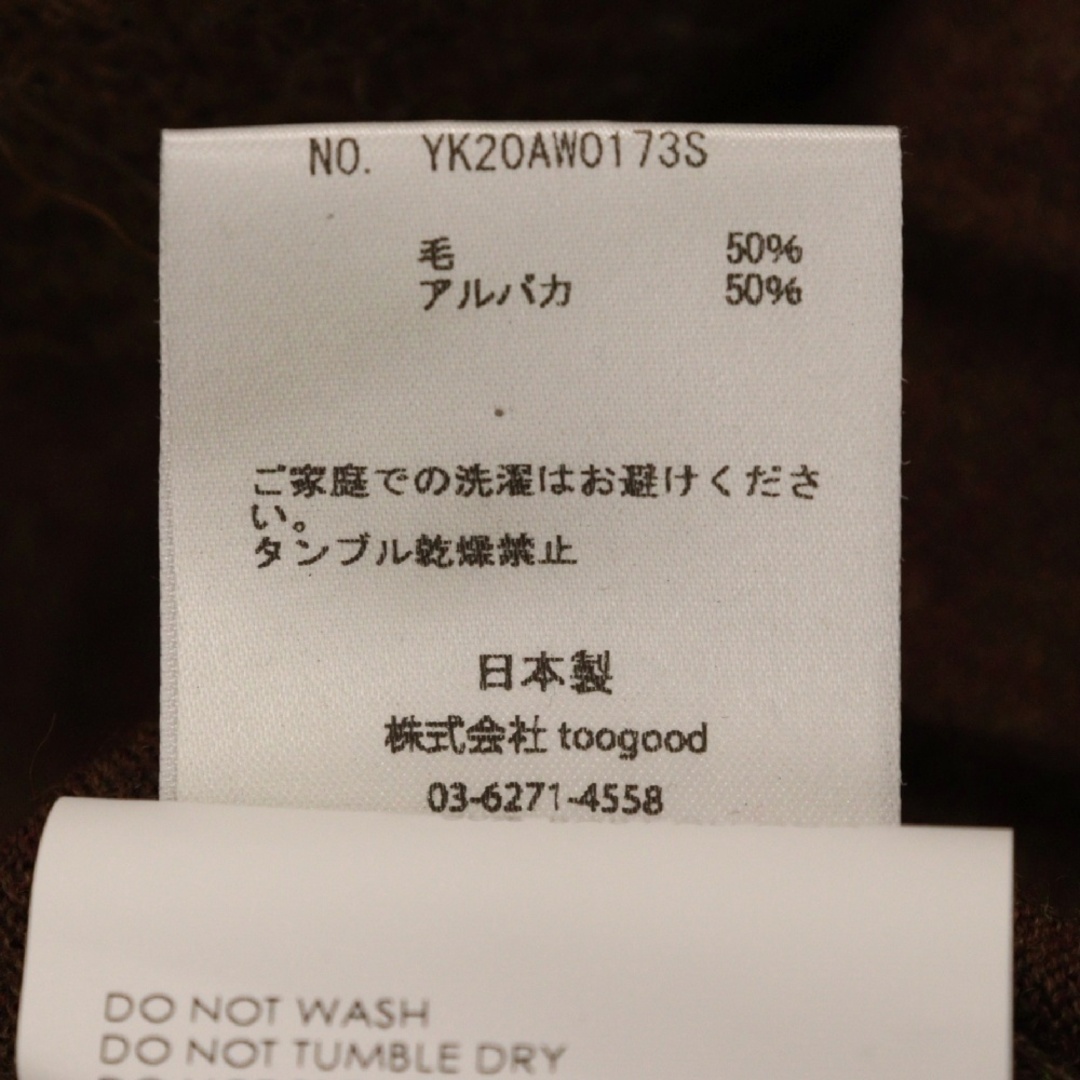 NO. YK20AW0173S
毛 50%
アルパカ 50%
ご家庭での洗濯はお避けくださ
い。
タンブル乾燥禁止
日本製
株式会社 toogood
03-6271-4558
DO NOT WASH
DO NOT TUMBLE DRY